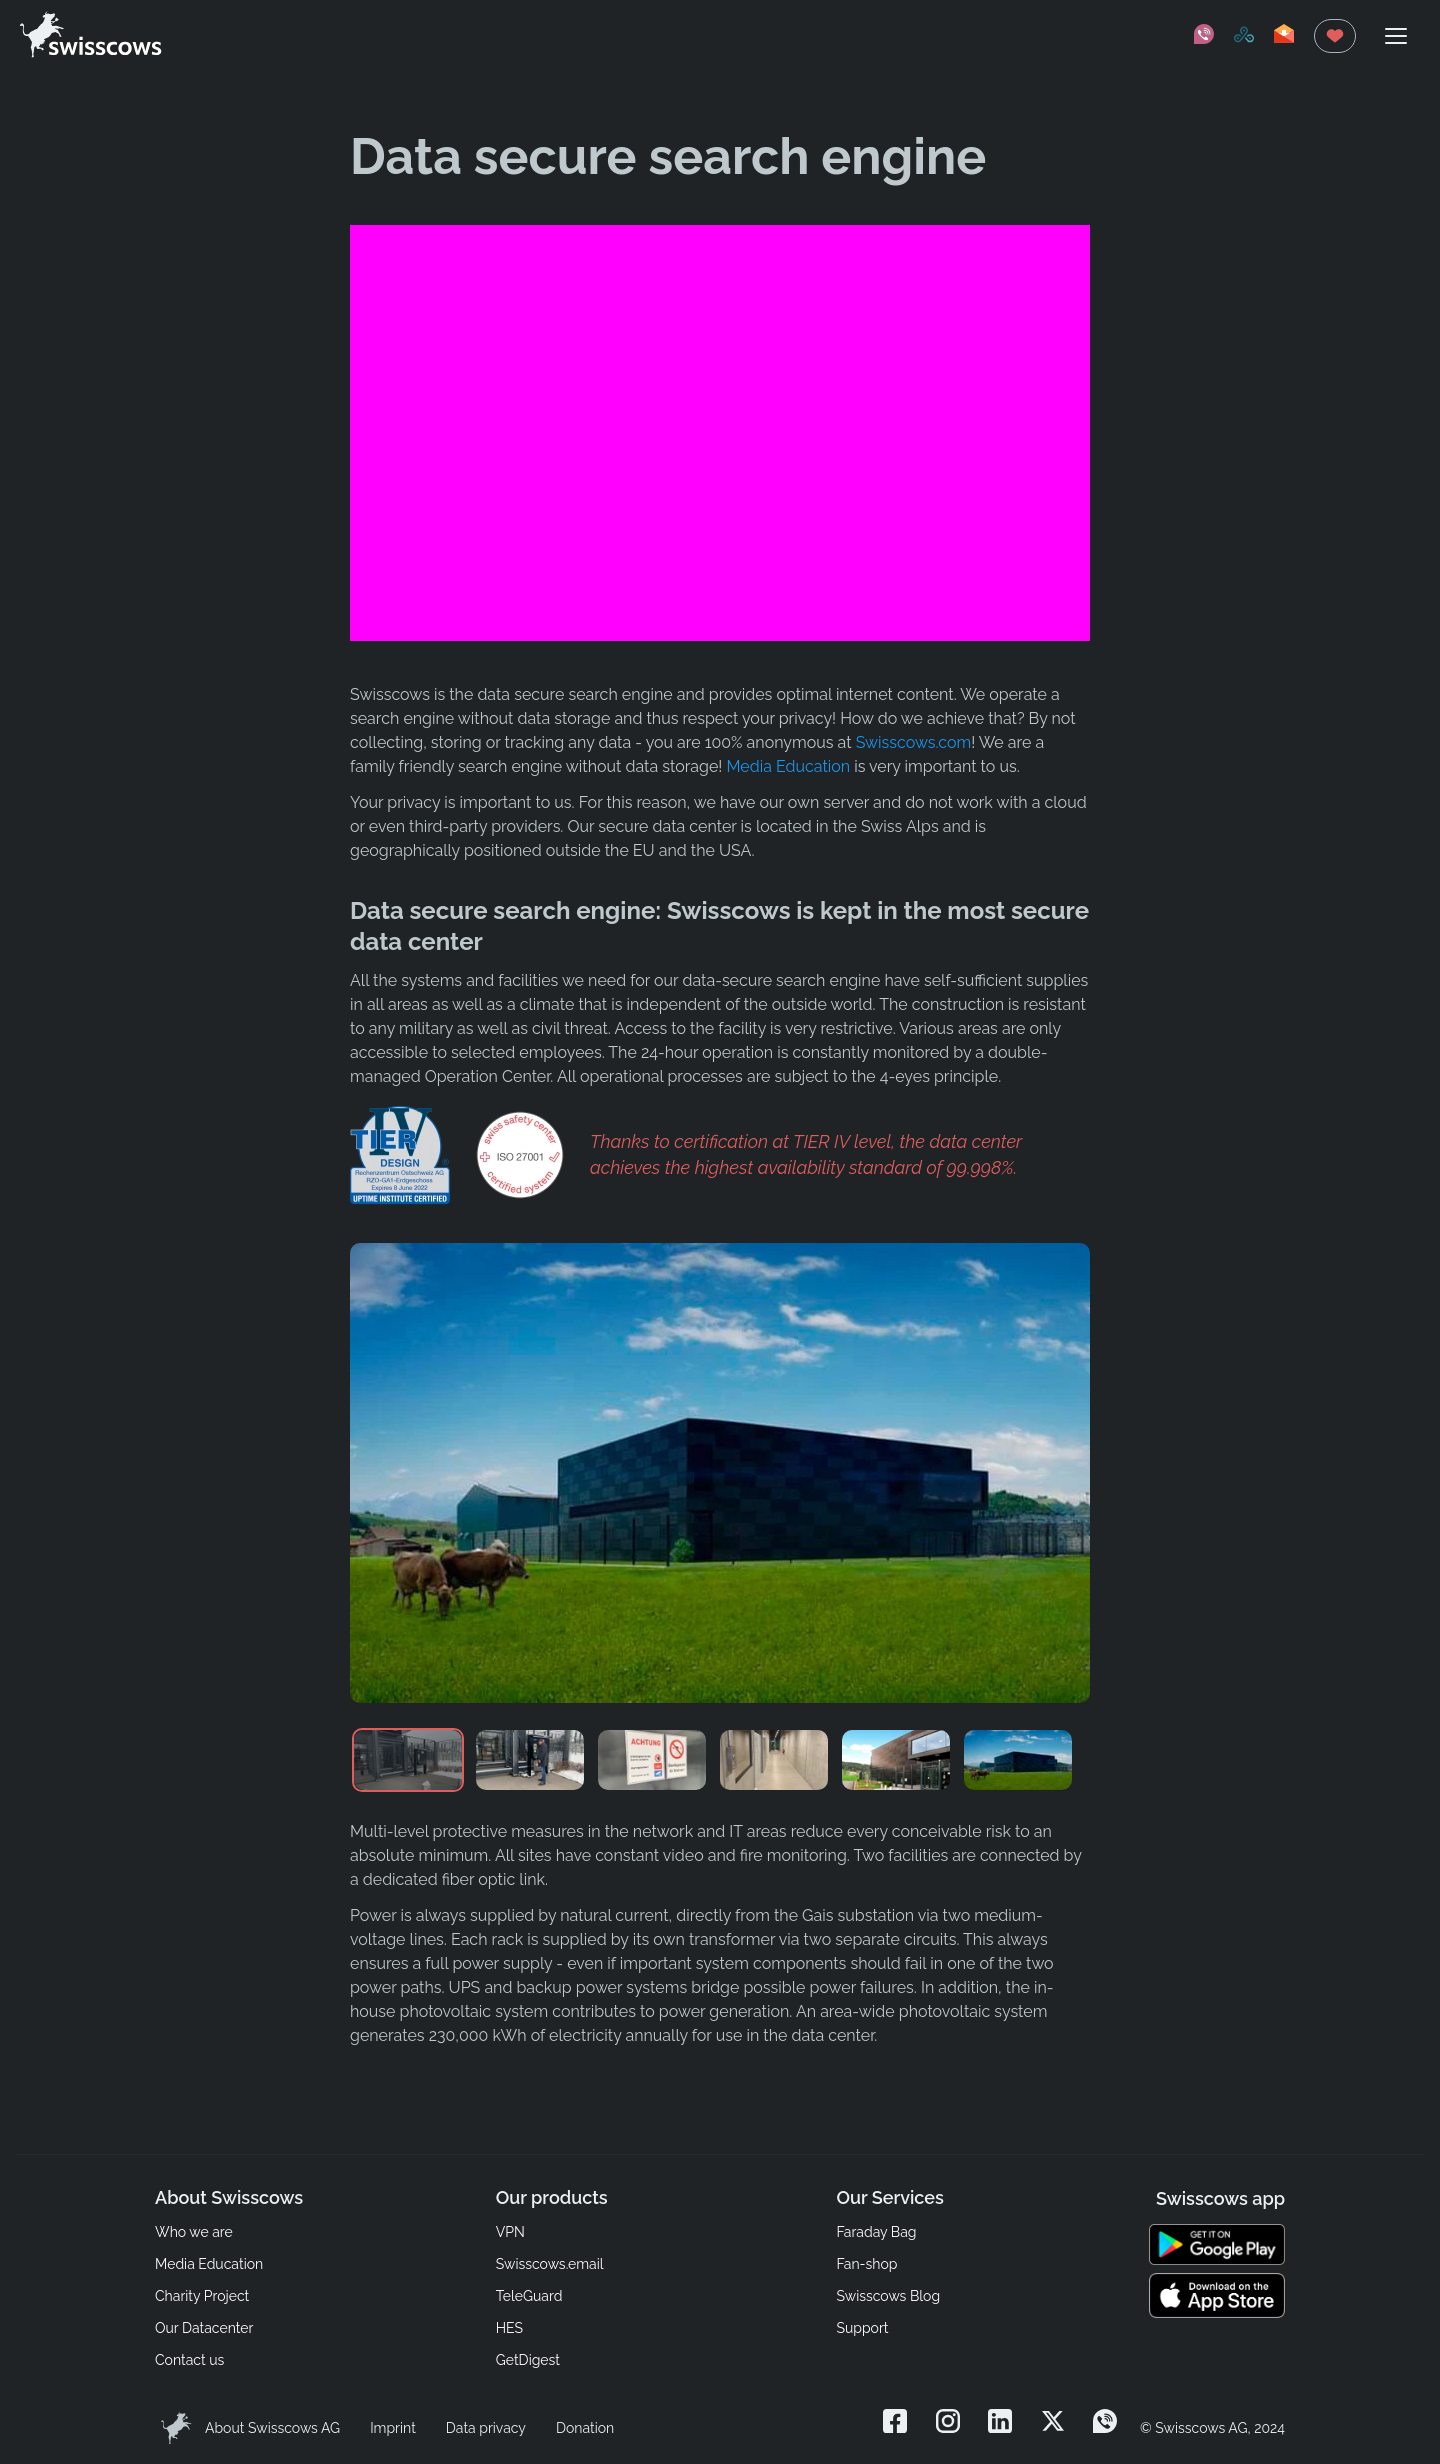 swisscows
Data secure search engine
Swisscows is the data secure search engine and provides optimal internet content. We operate a
search engine without data storage and thus respect your privacy! How do we achieve that? By not
collecting, storing or tracking any data - you are 100% anonymous at Swisscows.com! We are a
family friendly search engine without data storage! Media Education is very important to us.
Your privacy is important to us. For this reason, we have our own server and do not work with a cloud
or even third-party providers. Our secure data center is located in the Swiss Alps and is
geographically positioned outside the EU and the USA.
Data secure search engine: Swisscows is kept in the most secure
data center
All the systems and facilities we need for our data-secure search engine have self-sufficient supplies
in all areas as well as a climate that is independent of the outside world. The construction is resistant
to any military as well as civil threat. Access to the facility is very restrictive. Various areas are only
accessible to selected employees. The 24-hour operation is constantly monitored by a double-
managed Operation Center. All operational processes are subject to the 4-eyes principle.
IV
TIER
DESIGN
Rechenzentrum Ostschweiz AG
RZO-GA1-Erdgeschoss
Expires 8 June 2022
UPTIME INSTITUTE CERTIFIED
swiss safety center
ISO 27001
certified system
Thanks to certification at TIER IV level, the data center
achieves the highest availability standard of 99.998%.
ACHTUNG
Multi-level protective measures in the network and IT areas reduce every conceivable risk to an
absolute minimum. All sites have constant video and fire monitoring. Two facilities are connected by
a dedicated fiber optic link.
Power is always supplied by natural current, directly from the Gais substation via two medium-
voltage lines. Each rack is supplied by its own transformer via two separate circuits. This always
ensures a full power supply - even if important system components should fail in one of the two
power paths. UPS and backup power systems bridge possible power failures. In addition, the in-
house photovoltaic system contributes to power generation. An area-wide photovoltaic system
generates 230,000 kWh of electricity annually for use in the data center.
About Swisscows
Who we are
Media Education
Charity Project
Our Datacenter
Contact us
Our products
VPN
Swisscows.email
TeleGuard
HES
GetDigest
Our Services
Faraday Bag
Fan-shop
Swisscows Blog
Support
Swisscows app
GET IT ON
Google Play
Download on the
App Store
About Swisscows AG Imprint Data privacy Donation
© Swisscows AG, 2024